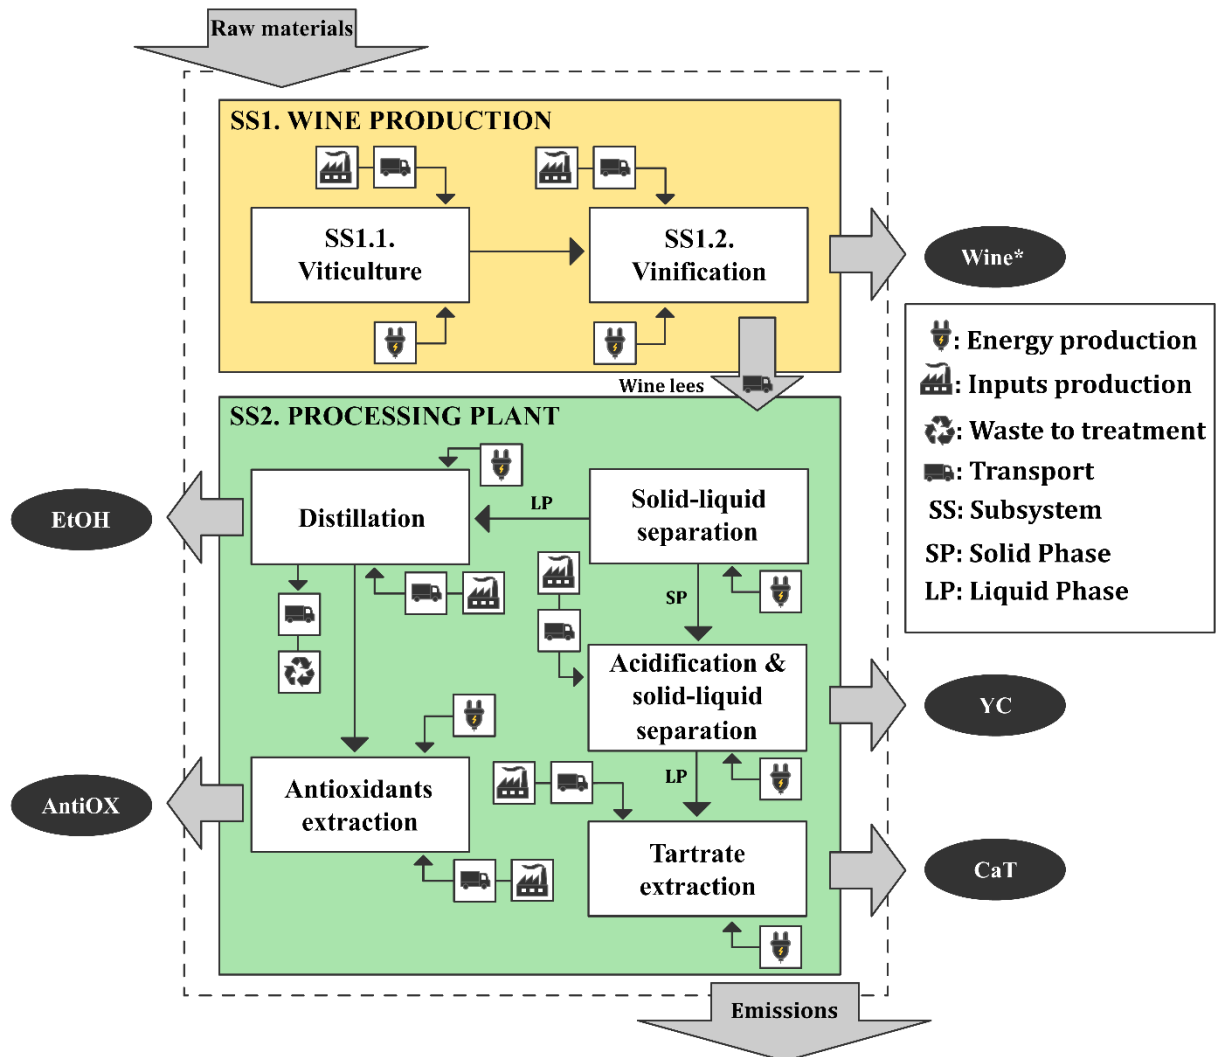 Raw materials
SS1. WINE PRODUCTION
SS1.1.
Viticulture
SS1.2.
Vinification
Wine*
Wine lees
: Energy production
: Inputs production
: Waste to treatment
: Transport
SS: Subsystem
SP: Solid Phase
LP: Liquid Phase
SS2. PROCESSING PLANT
EtOH
Distillation
LP
Solid-liquid
separation
SP
Acidification &
solid-liquid
separation
YC
LP
AntiOX
Antioxidants
extraction
Tartrate
extraction
CaT
Emissions